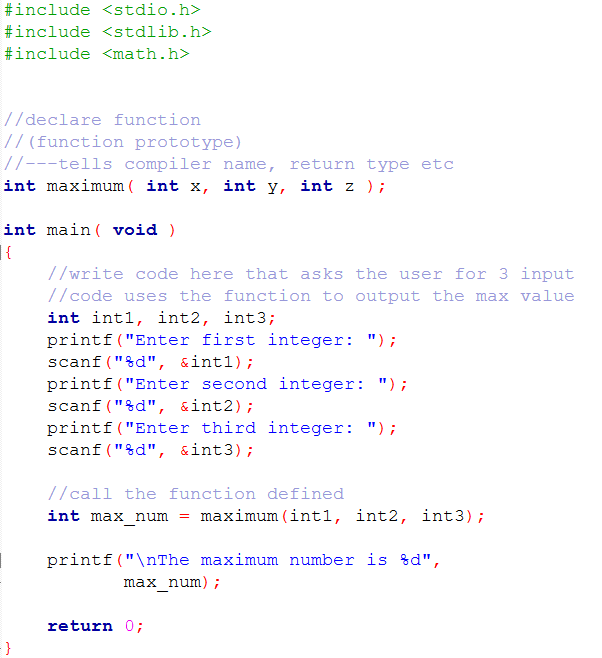 #include <stdio.h>
#include <stdlib.h>
#include <math.h>
//declare function
//(function prototype)
//---tells compiler name, return type etc
int maximum( int x, int y, int z );
int main( void )
{
    //write code here that asks the user for 3 input
    //code uses the function to output the max value
    int int1, int2, int3;
    printf("Enter first integer: ");
    scanf("%d", &int1);
    printf("Enter second integer: ");
    scanf("%d", &int2);
    printf("Enter third integer: ");
    scanf("%d", &int3);
    //call the function defined
    int max_num = maximum(int1, int2, int3);
    printf("\nThe maximum number is %d",
           max_num);
    return 0;
}